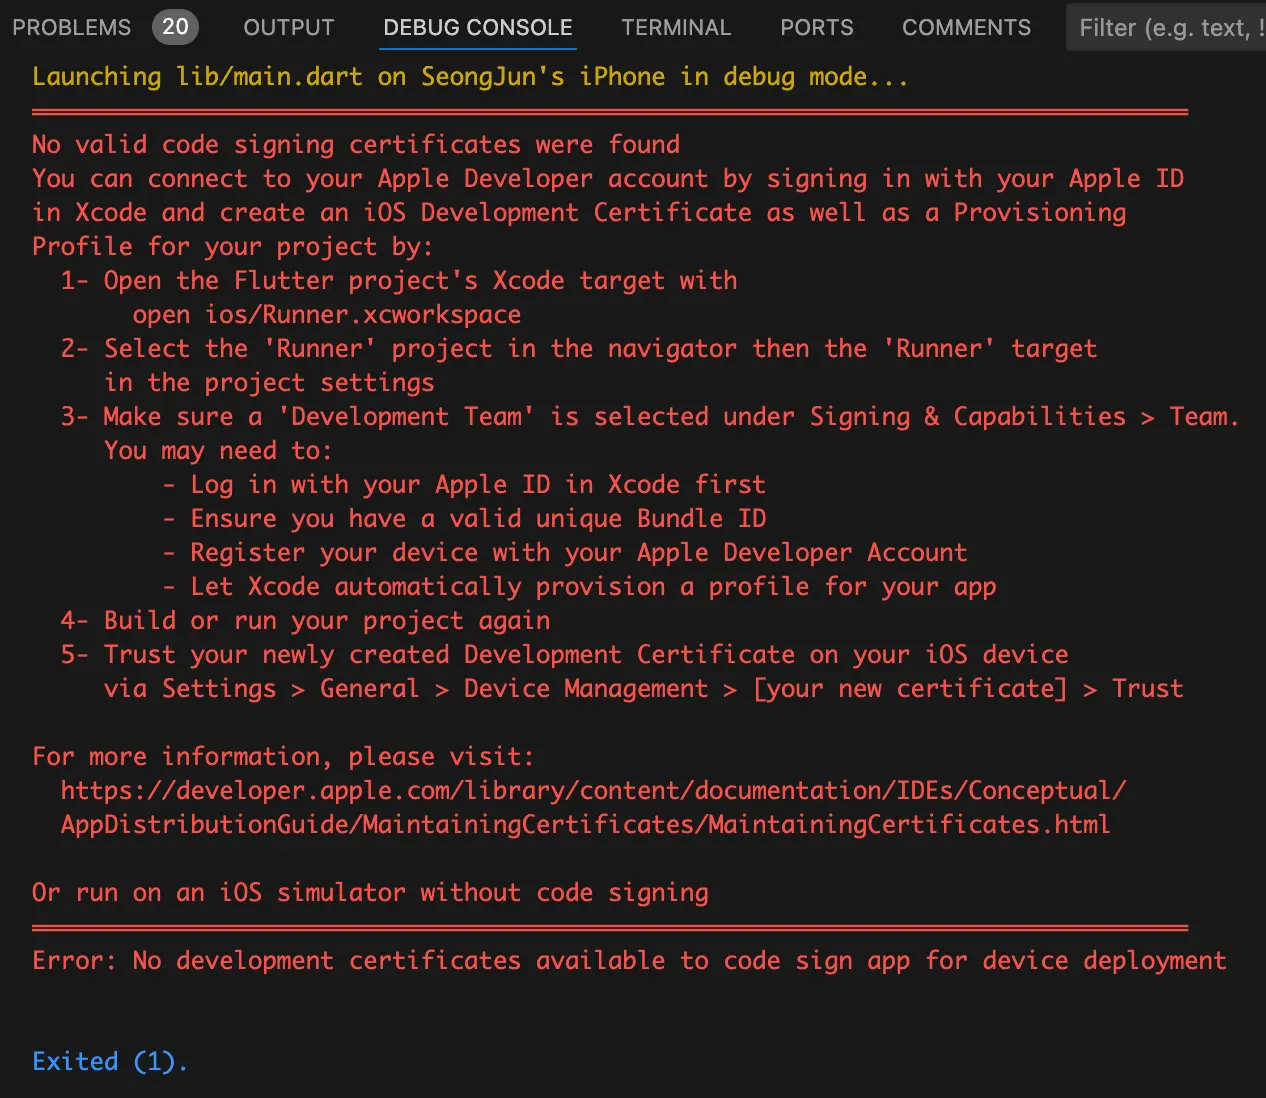 PROBLEMS 20 OUTPUT DEBUG CONSOLE TERMINAL PORTS COMMENTS Filter (e.g. text, !
Launching lib/main.dart on SeongJun's iPhone in debug mode...
No valid code signing certificates were found
You can connect to your Apple Developer account by signing in with your Apple ID
in Xcode and create an iOS Development Certificate as well as a Provisioning
Profile for your project by:
1- Open the Flutter project's Xcode target with
open ios/Runner.xcworkspace
2- Select the 'Runner' project in the navigator then the 'Runner' target
in the project settings
3- Make sure a 'Development Team' is selected under Signing & Capabilities > Team.
You may need to:
- Log in with your Apple ID in Xcode first
- Ensure you have a valid unique Bundle ID
- Register your device with your Apple Developer Account
- Let Xcode automatically provision a profile for your app
4- Build or run your project again
5- Trust your newly created Development Certificate on your iOS device
via Settings > General > Device Management > [your new certificate] > Trust
For more information, please visit:
https://developer.apple.com/library/content/documentation/IDEs/Conceptual/
AppDistributionGuide/MaintainingCertificates/MaintainingCertificates.html
Or run on an iOS simulator without code signing
Error: No development certificates available to code sign app for device deployment
Exited (1).